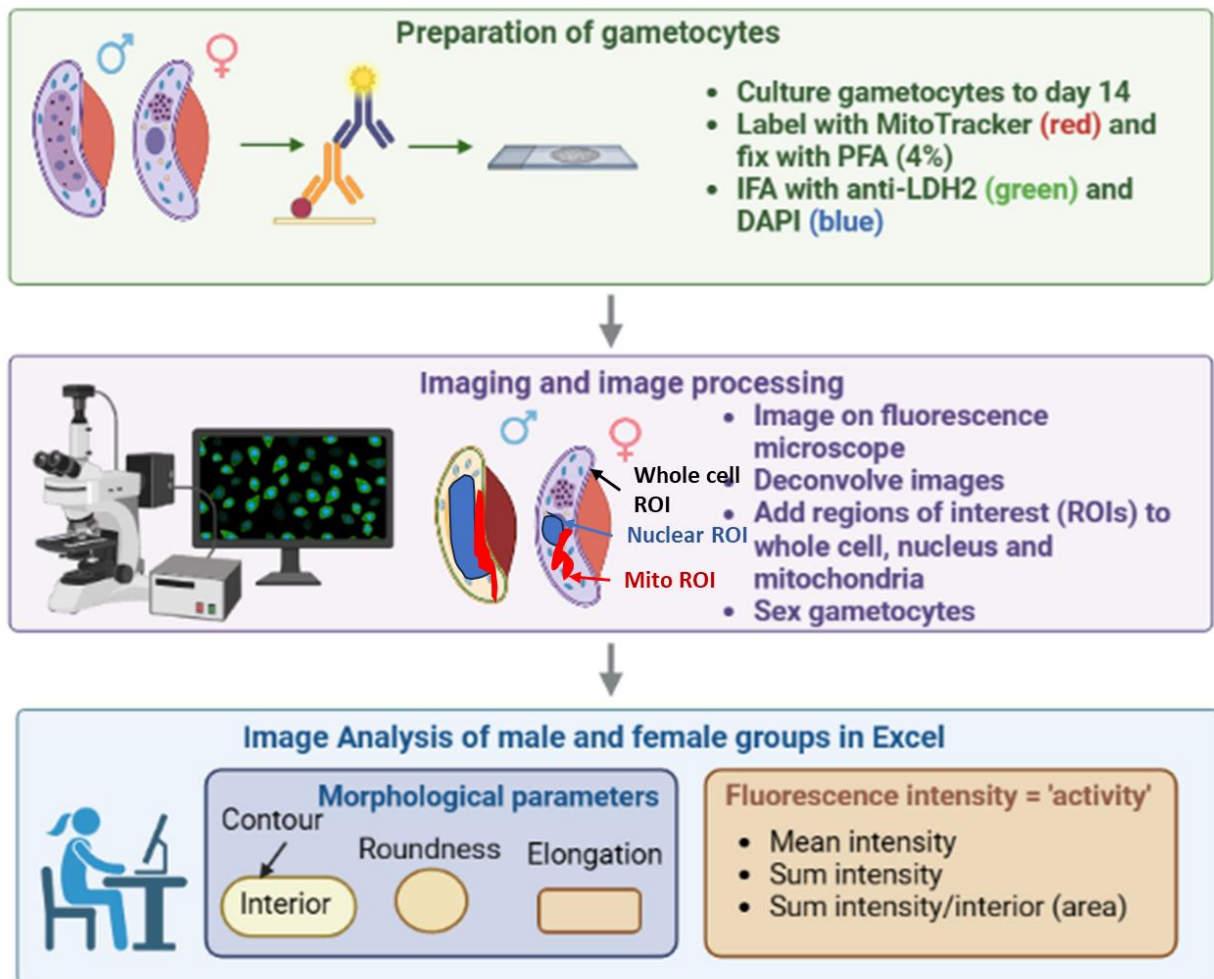 Preparation of gametocytes
• Culture gametocytes to day 14
• Label with MitoTracker (red) and
fix with PFA (4%)
• IFA with anti-LDH2 (green) and
DAPI (blue)
Imaging and image processing
Whole cell
ROI
Nuclear ROI
Mito ROI
• Image on fluorescence
microscope
• Deconvolve images
• Add regions of interest (ROIs) to
whole cell, nucleus and
mitochondria
• Sex gametocytes
Image Analysis of male and female groups in Excel
Morphological parameters
Contour
Interior
Roundness
Elongation
Fluorescence intensity = 'activity'
• Mean intensity
• Sum intensity
• Sum intensity/interior (area)